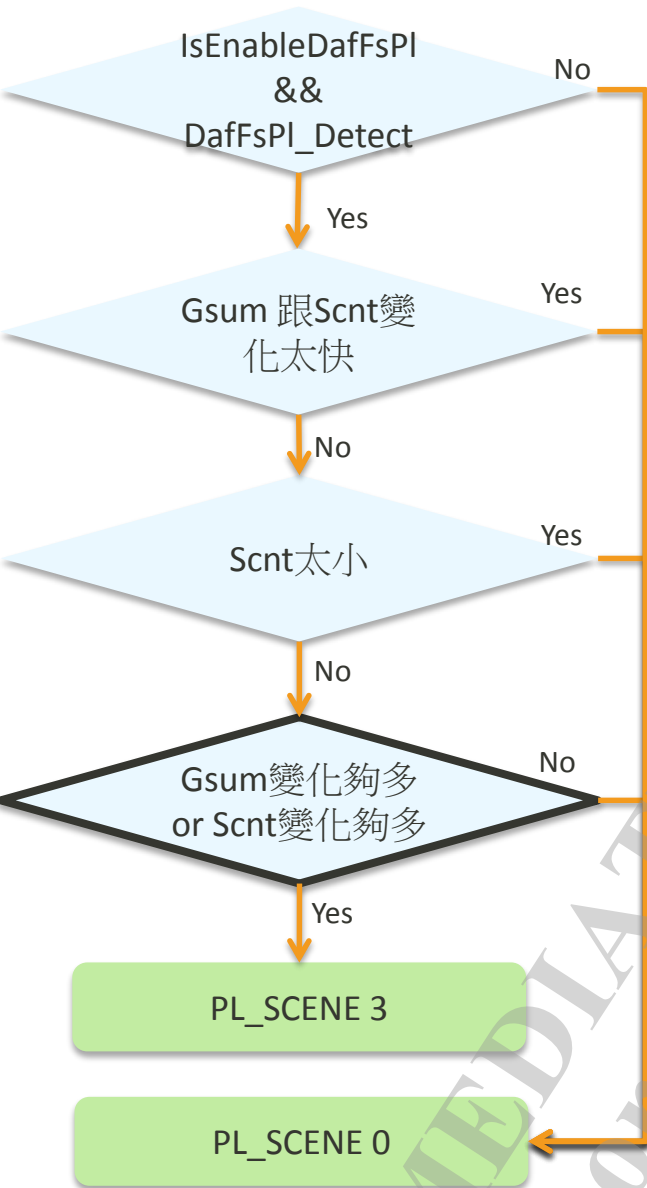 IsEnableDafFsPl
&&
DafFsPl_Detect
No
Yes
Gsum 跟Scnt變
化太快
Yes
No
Scnt太小
Yes
No
Gsum變化夠多
or Scnt變化夠多
No
Yes
PL_SCENE 3
PL_SCENE 0